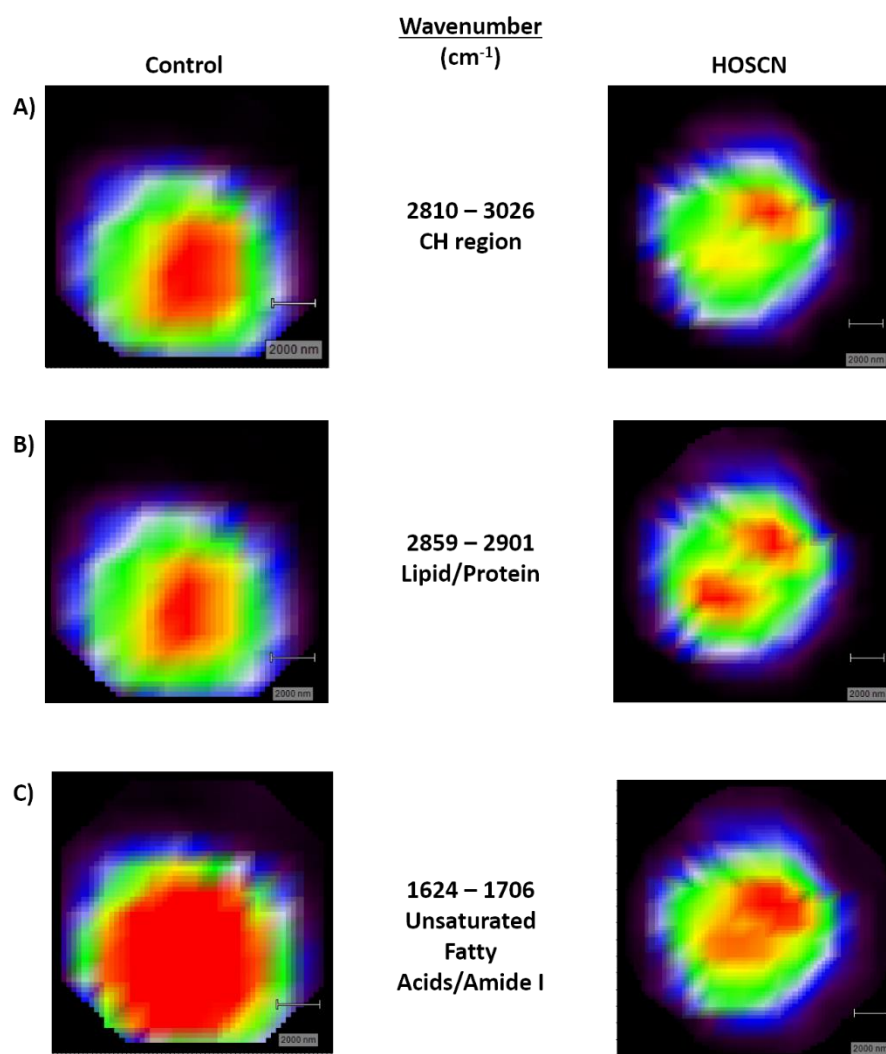 Wavenumber
(cm⁻¹)
Control
HOSCN
A)
2810 – 3026
CH region
2000 nm
2000 nm
B)
2859 – 2901
Lipid/Protein
2000 nm
2000 nm
C)
1624 – 1706
Unsaturated
Fatty
Acids/Amide I
2000 nm
2000 nm